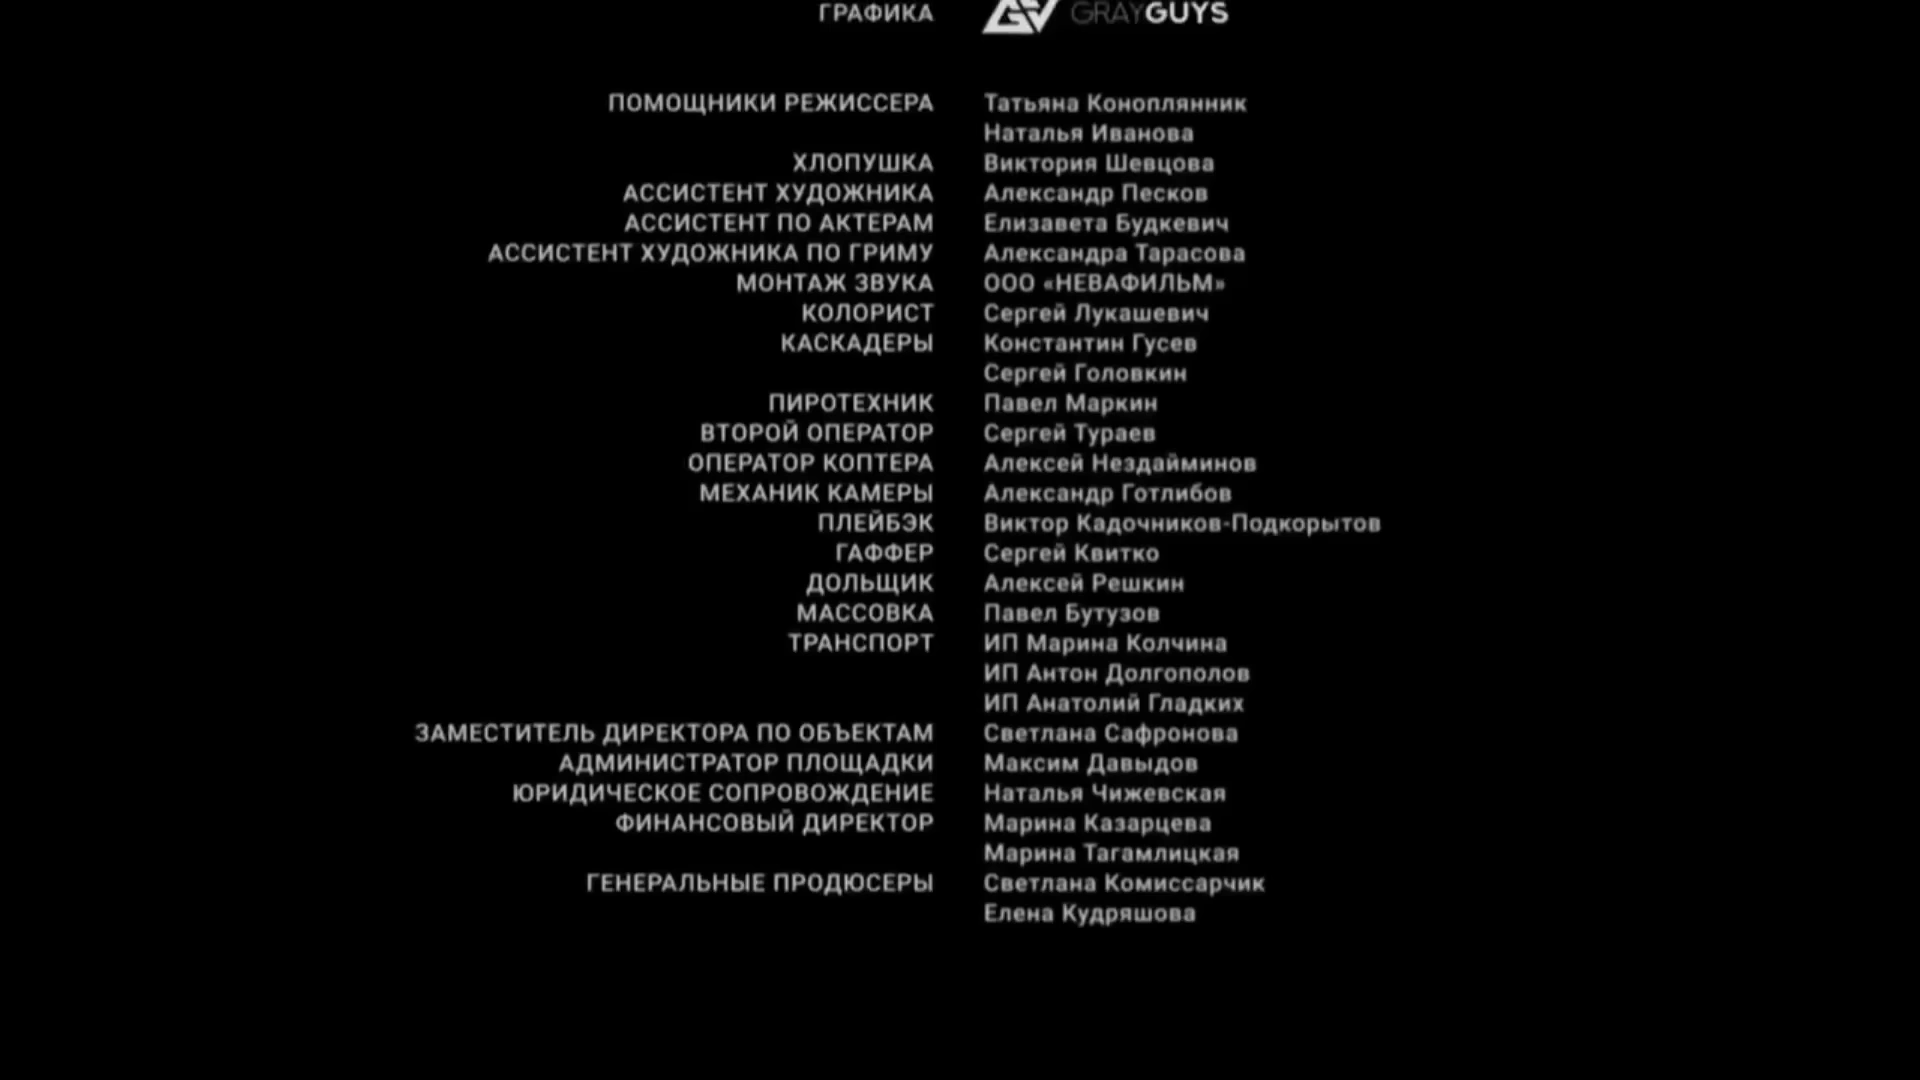 ГРАФИКА GRAYGUYS
ПОМОЩНИКИ РЕЖИССЕРА Татьяна Коноплянник
Наталья Иванова
ХЛОПУШКА Виктория Шевцова
АССИСТЕНТ ХУДОЖНИКА Александр Песков
АССИСТЕНТ ПО АКТЕРАМ Елизавета Будкевич
АССИСТЕНТ ХУДОЖНИКА ПО ГРИМУ Александра Тарасова
МОНТАЖ ЗВУКА ООО «НЕВАФИЛЬМ»
КОЛОРИСТ Сергей Лукашевич
КАСКАДЕРЫ Константин Гусев
Сергей Головкин
ПИРОТЕХНИК Павел Маркин
ВТОРОЙ ОПЕРАТОР Сергей Тураев
ОПЕРАТОР КОПТЕРА Алексей Нездайминов
МЕХАНИК КАМЕРЫ Александр Готлибов
ПЛЕЙБЭК Виктор Кадочников-Подкорытов
ГАФФЕР Сергей Квитко
ДОЛЬЩИК Алексей Решкин
МАССОВКА Павел Бутузов
ТРАНСПОРТ ИП Марина Колчина
ИП Антон Долгополов
ИП Анатолий Гладких
ЗАМЕСТИТЕЛЬ ДИРЕКТОРА ПО ОБЪЕКТАМ Светлана Сафронова
АДМИНИСТРАТОР ПЛОЩАДКИ Максим Давыдов
ЮРИДИЧЕСКОЕ СОПРОВОЖДЕНИЕ Наталья Чижевская
ФИНАНСОВЫЙ ДИРЕКТОР Марина Казарцева
Марина Тагамлицкая
ГЕНЕРАЛЬНЫЕ ПРОДЮСЕРЫ Светлана Комиссарчик
Елена Кудряшова